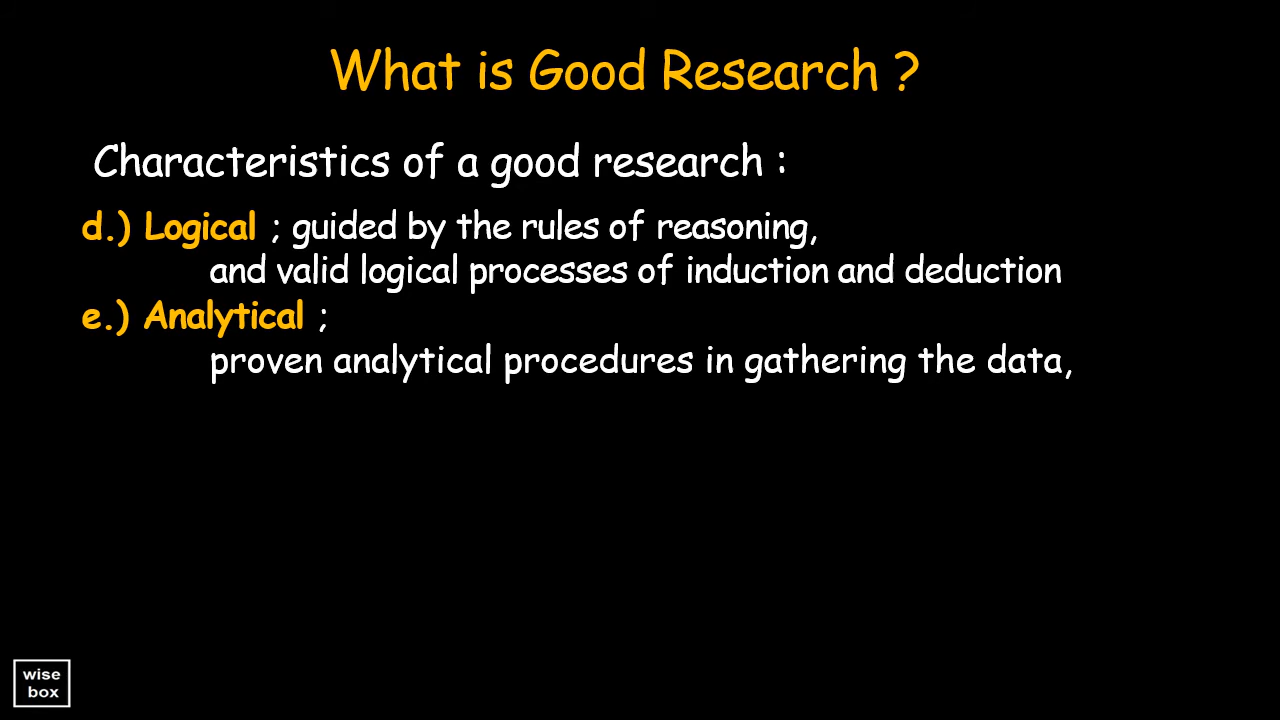 What is Good Research ?
Characteristics of a good research :
d.) Logical ; guided by the rules of reasoning,
and valid logical processes of induction and deduction
e.) Analytical ;
proven analytical procedures in gathering the data,
wise
box